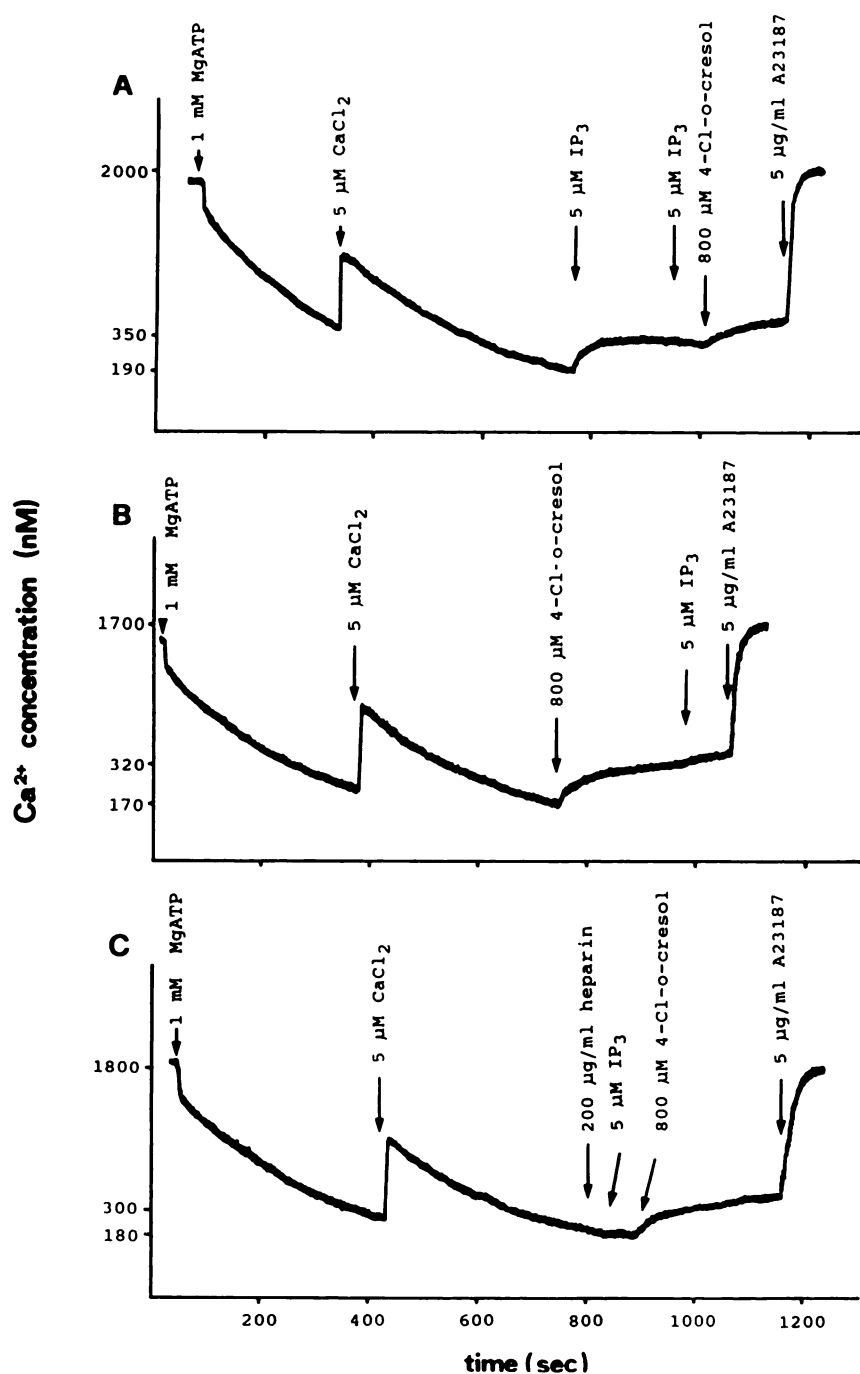 A
1 mM MgATP
5 µM CaCl2
5 µM IP3
5 µM IP3
800 µM 4-Cl-o-cresol
5 µg/ml A23187
2000
350
190
B
1 mM MgATP
5 µM CaCl2
800 µM 4-Cl-o-cresol
5 µM IP3
5 µg/ml A23187
1700
320
170
C
1 mM MgATP
5 µM CaCl2
200 µg/ml heparin
5 µM IP3
800 µM 4-Cl-o-cresol
5 µg/ml A23187
1800
300
180
200 400 600 800 1000 1200
time (sec)
Ca2+ concentration (nM)